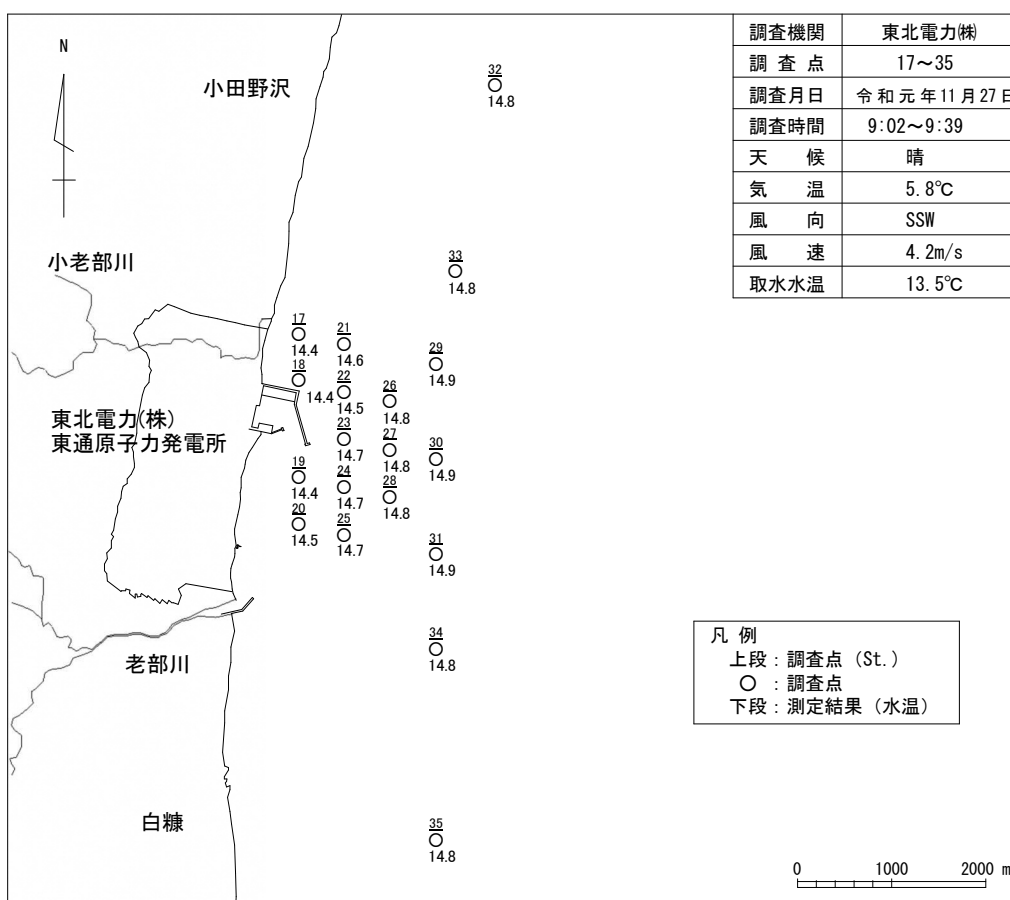 調査機関 東北電力㈱
調査点 17～35
調査月日 令和元年11月27日
調査時間 9:02～9:39
天候 晴
気温 5.8℃
風向 SSW
風速 4.2m/s
取水水温 13.5℃
N
小田野沢
32
14.8
小老部川
33
14.8
17
14.4
21
14.6
29
14.9
18
14.4
22
14.5
26
14.8
東北電力(株)
東通原子力発電所
23
14.7
27
14.8
30
14.9
19
14.4
24
14.7
28
14.8
20
14.5
25
14.7
31
14.9
34
14.8
老部川
凡 例
上段：調査点（St.）
○ ：調査点
下段：測定結果（水温）
白糠
35
14.8
0 1000 2000 m